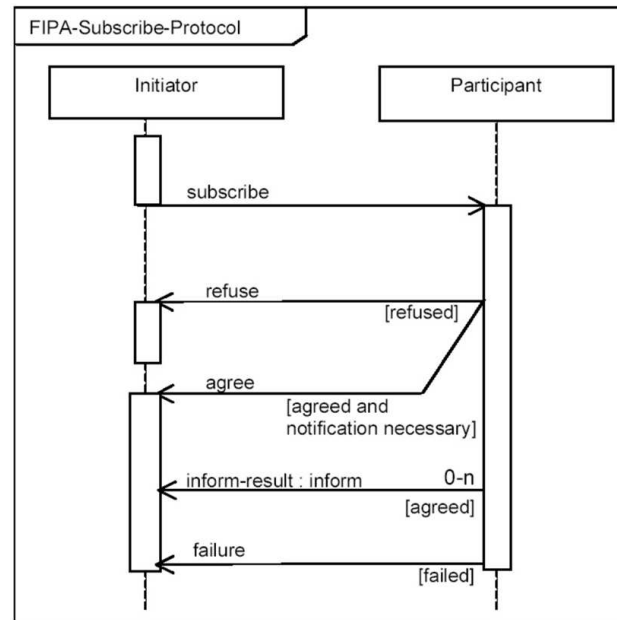 FIPA-Subscribe-Protocol
Initiator
Participant
subscribe
refuse
[refused]
agree
[agreed and
notification necessary]
inform-result : inform
0-n
[agreed]
failure
[failed]